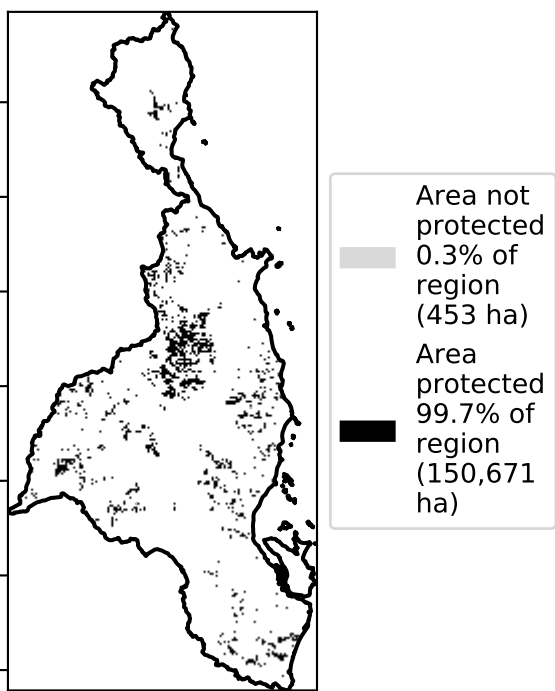 Area not
protected
0.3% of
region
(453 ha)
Area
protected
99.7% of
region
(150,671
ha)